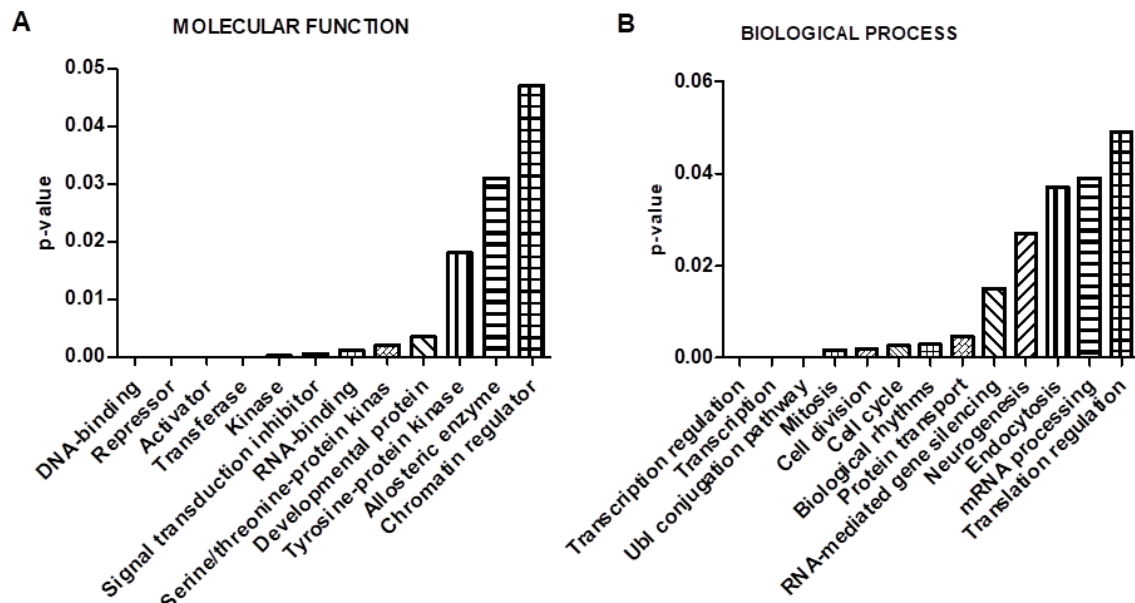 A
MOLECULAR FUNCTION
p-value
0.05
0.04
0.03
0.02
0.01
0.00
DNA-binding
Repressor
Activator
Transferase
Kinase
Signal transduction inhibitor
RNA-binding
Serine/threonine-protein kinas
Developmental protein
Tyrosine-protein kinase
Allosteric enzyme
Chromatin regulator
B
BIOLOGICAL PROCESS
p-value
0.06
0.04
0.02
0.00
Transcription regulation
Transcription
Ubl conjugation pathway
Mitosis
Cell division
Cell cycle
Biological rhythms
Protein transport
RNA-mediated gene silencing
Neurogenesis
Endocytosis
mRNA processing
Translation regulation